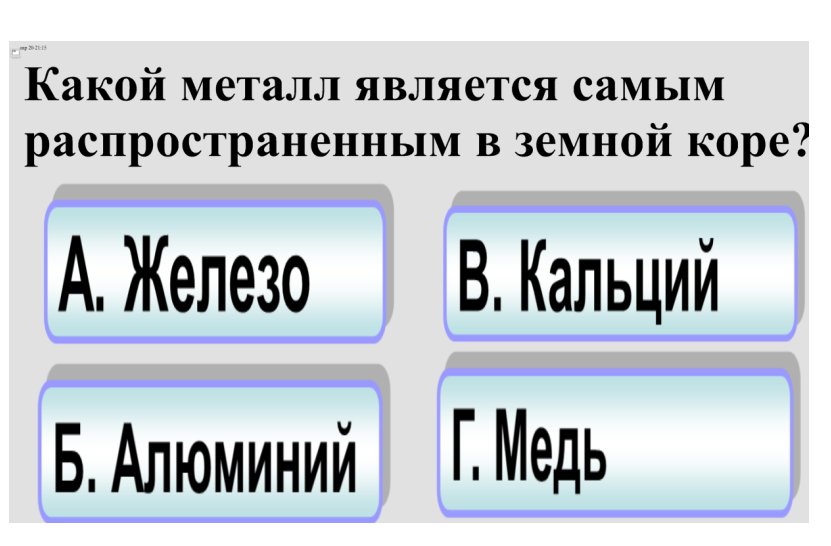 Какой металл является самым
распространенным в земной коре?
А. Железо
В. Кальций
Б. Алюминий
Г. Медь